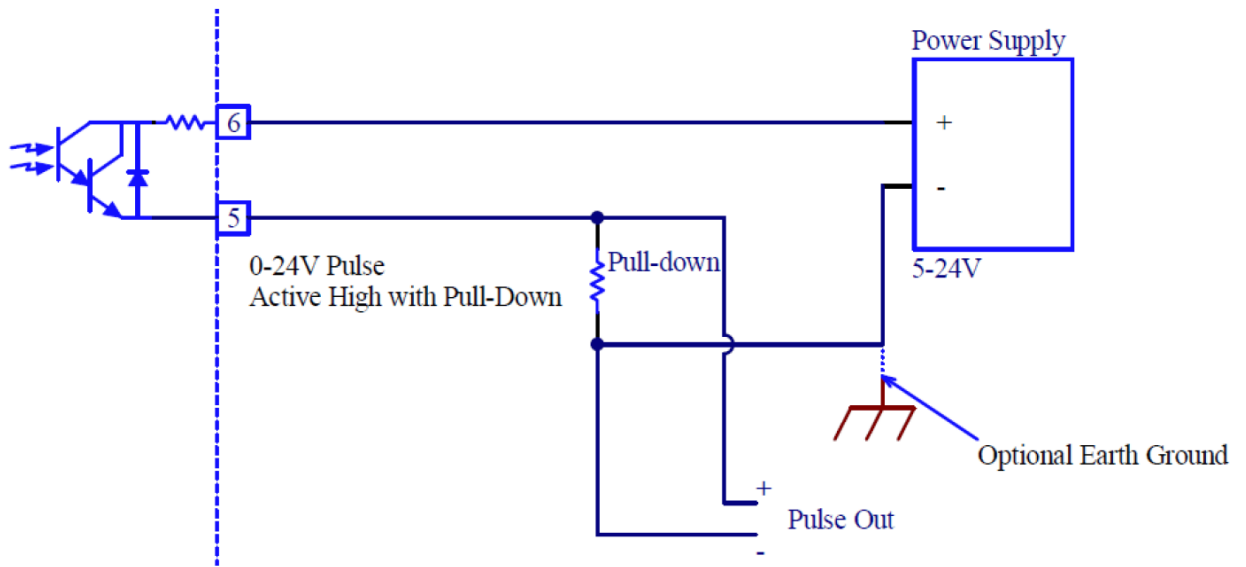 Power Supply
6
+
-
5
0-24V Pulse
Active High with Pull-Down
Pull-down
5-24V
Optional Earth Ground
+
Pulse Out
-